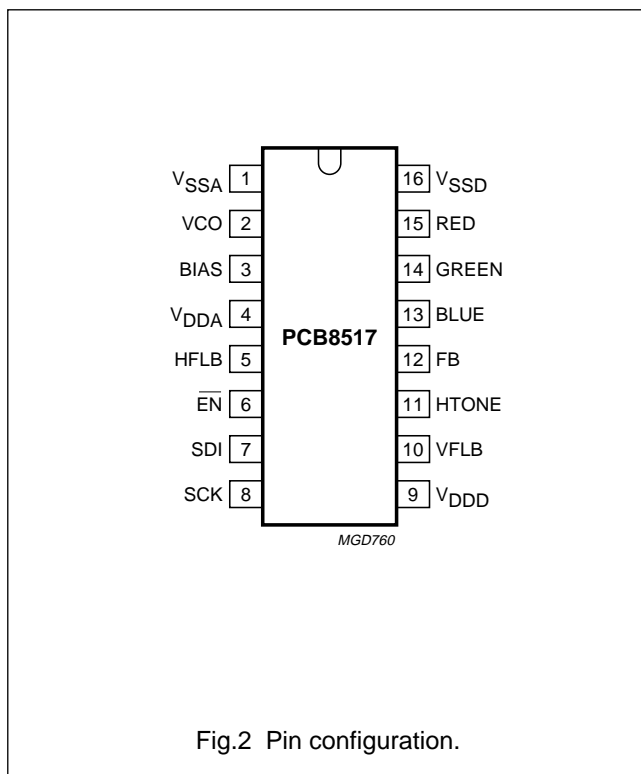 VSSA 1 16 VSSD
VCO 2 15 RED
BIAS 3 14 GREEN
VDDA 4 13 BLUE
PCB8517
HFLB 5 12 FB
E̅N̅ 6 11 HTONE
SDI 7 10 VFLB
SCK 8 9 VDDD
MGD760
Fig.2 Pin configuration.